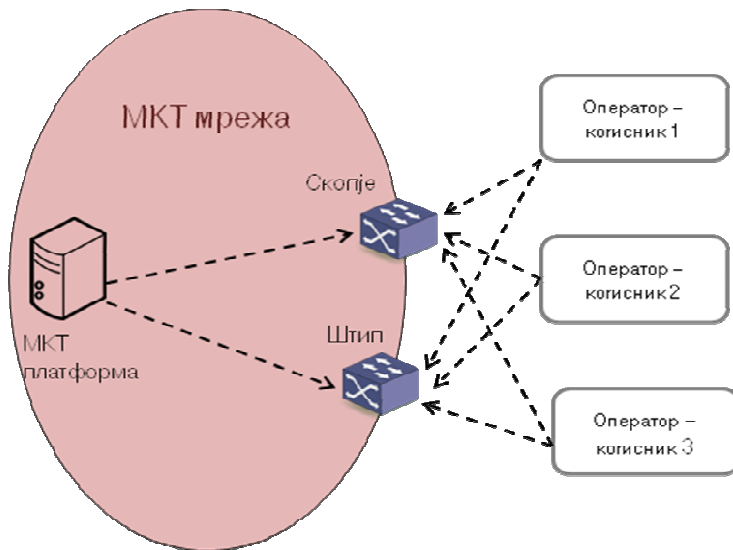 МКТ мрежа
Скопје
Штип
МКТ
платформа
Оператор –
корисник 1
Оператор –
корисник 2
Оператор –
корисник 3